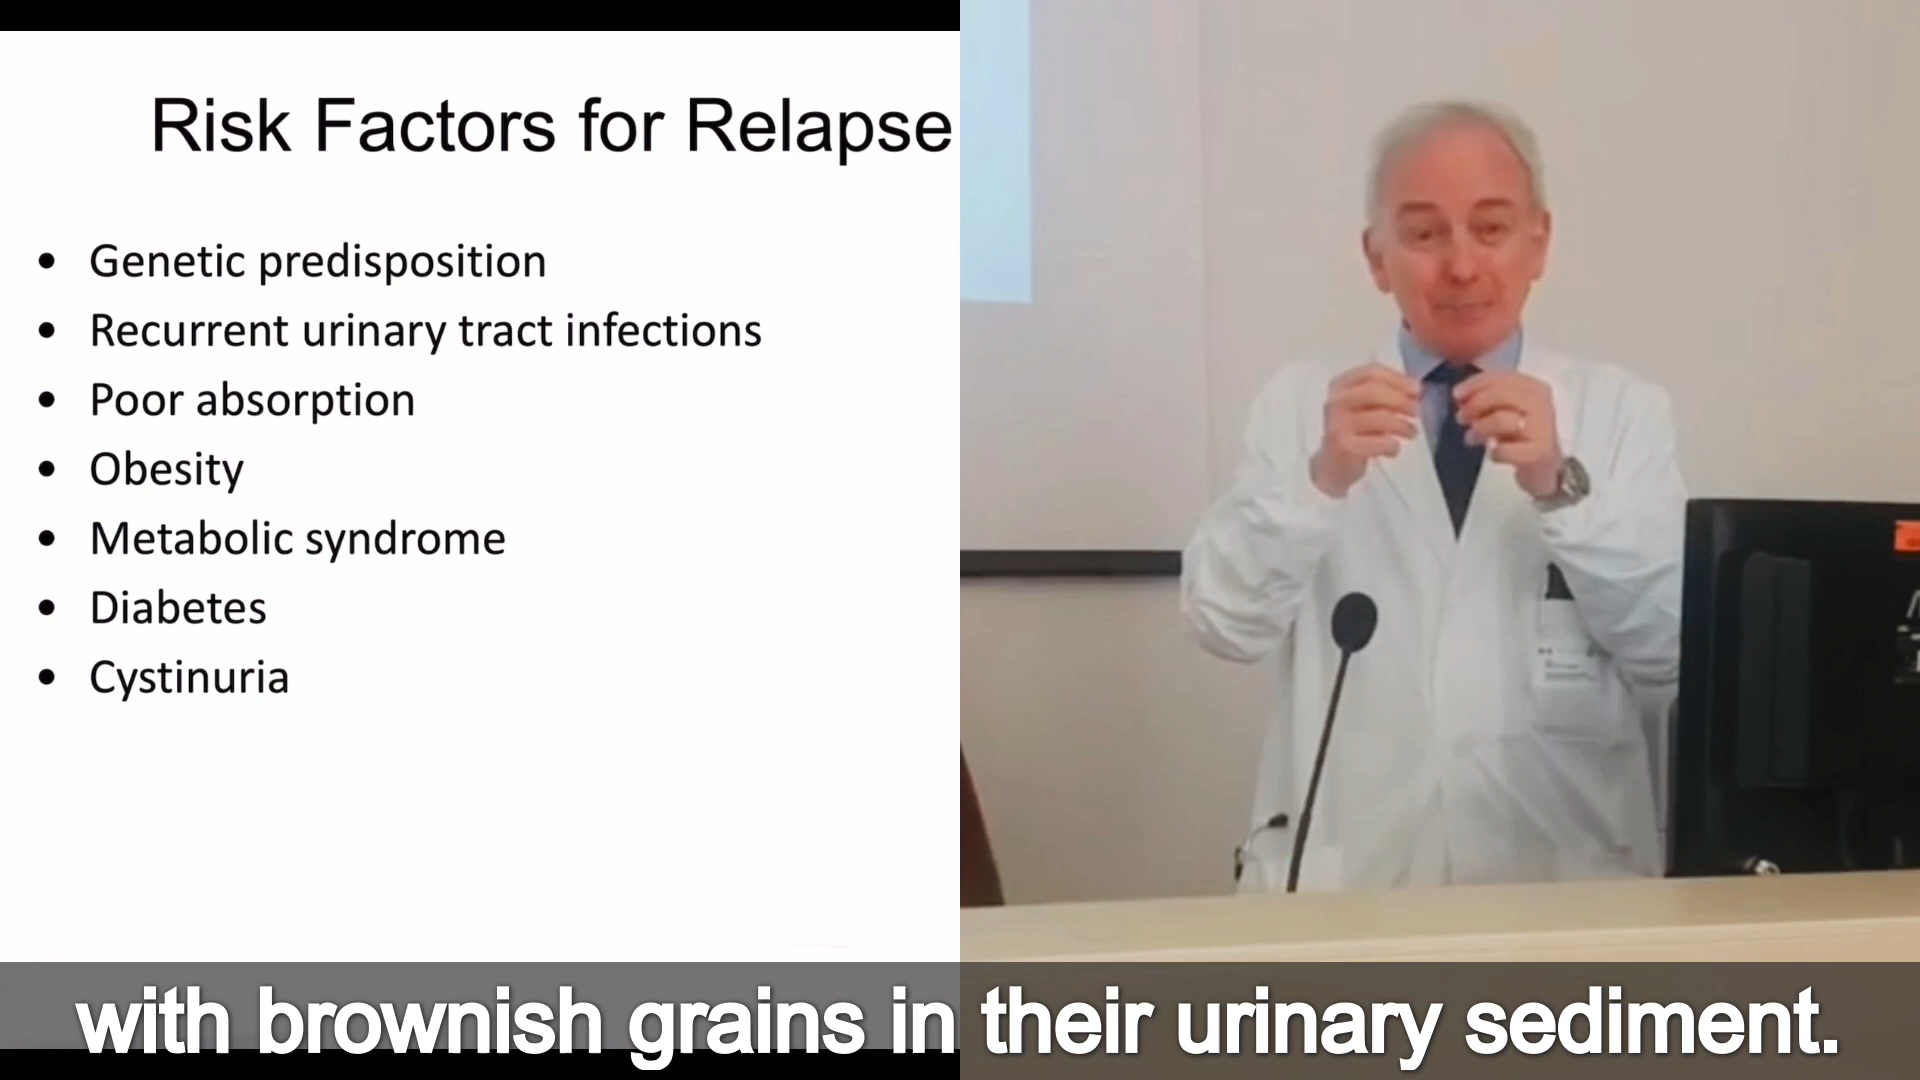 Risk Factors for Relapse
• Genetic predisposition
• Recurrent urinary tract infections
• Poor absorption
• Obesity
• Metabolic syndrome
• Diabetes
• Cystinuria
with brownish grains in their urinary sediment.